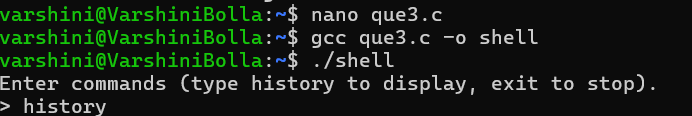 varshini@VarshiniBolla:~$ nano que3.c
varshini@VarshiniBolla:~$ gcc que3.c -o shell
varshini@VarshiniBolla:~$ ./shell
Enter commands (type history to display, exit to stop).
> history